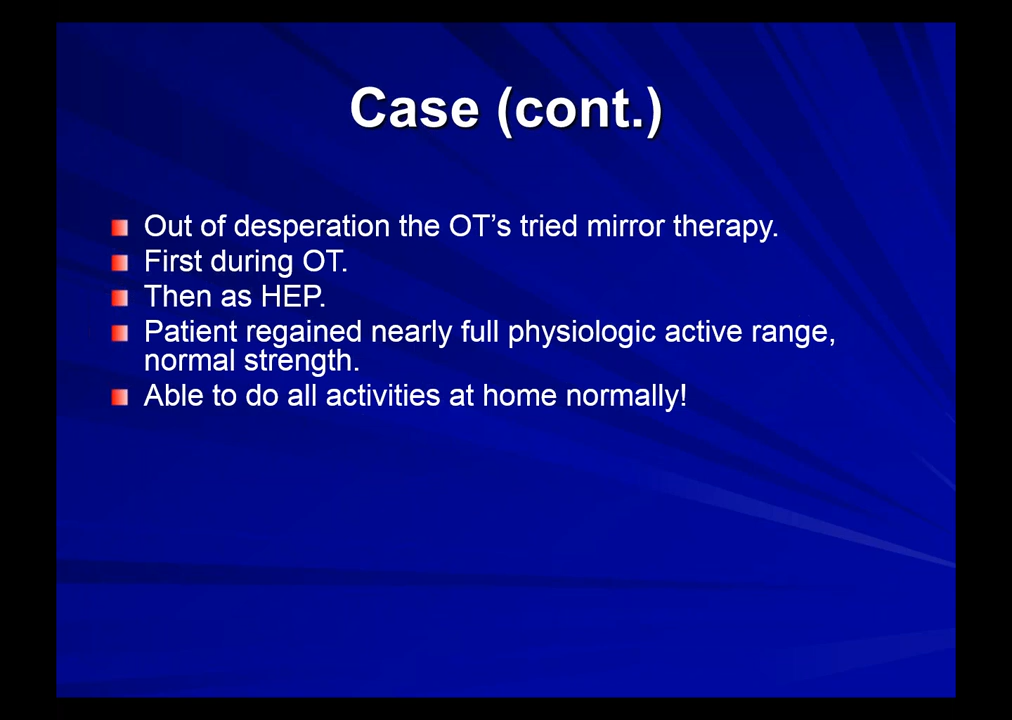 Case (cont.)
Out of desperation the OT’s tried mirror therapy.
First during OT.
Then as HEP.
Patient regained nearly full physiologic active range,
normal strength.
Able to do all activities at home normally!